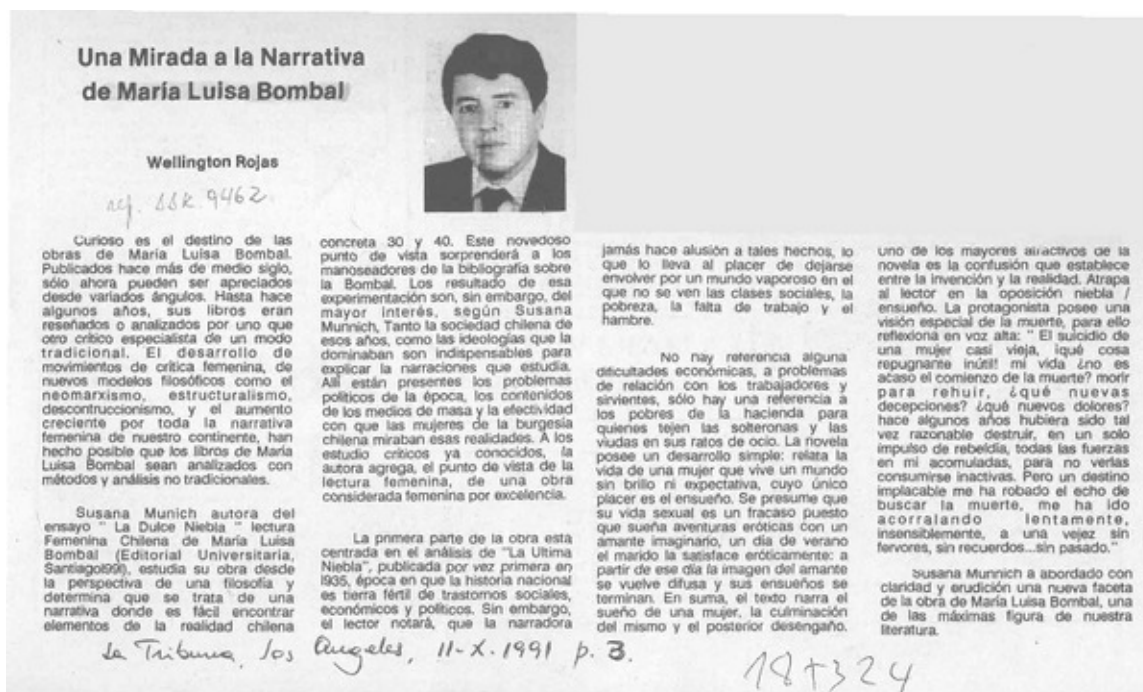 Una Mirada a la Narrativa
de María Luisa Bombal
Wellington Rojas
ref. SSK 9462
Curioso es el destino de las
obras de María Luisa Bombal.
Publicados hace más de medio siglo,
sólo ahora pueden ser apreciados
desde variados ángulos. Hasta hace
algunos años, sus libros eran
reseñados o analizados por uno que
otro crítico especialista de un modo
tradicional. El desarrollo de
movimientos de crítica femenina, de
nuevos modelos filosóficos como el
neomarxismo, estructuralismo,
descontruccionismo, y el aumento
creciente por toda la narrativa
femenina de nuestro continente, han
hecho posible que los libros de María
Luisa Bombal sean analizados con
métodos y análisis no tradicionales.
Susana Munich autora del
ensayo " La Dulce Niebla " lectura
Femenina Chilena de María Luisa
Bombal (Editorial Universitaria,
Santiago1991), estudia su obra desde
la perspectiva de una filosofía y
determina que se trata de una
narrativa donde es fácil encontrar
elementos de la realidad chilena
concreta 30 y 40. Este novedoso
punto de vista sorprenderá a los
manoseadores de la bibliografía sobre
la Bombal. Los resultado de esa
experimentación son, sin embargo, del
mayor interés, según Susana
Munnich, Tanto la sociedad chilena de
esos años, como las ideologías que la
dominaban son indispensables para
explicar la narraciones que estudia.
Allí están presentes los problemas
políticos de la época, los contenidos
de los medios de masa y la efectividad
con que las mujeres de la burgesía
chilena miraban esas realidades. A los
estudio críticos ya conocidos, la
autora agrega, el punto de vista de la
lectura femenina, de una obra
considerada femenina por excelencia.
La primera parte de la obra está
centrada en el análisis de "La Ultima
Niebla", publicada por vez primera en
1935, época en que la historia nacional
es tierra fértil de trastornos sociales,
económicos y políticos. Sin embargo,
el lector notará, que la narradora
jamás hace alusión a tales hechos, lo
que lo lleva al placer de dejarse
envolver por un mundo vaporoso en el
que no se ven las clases sociales, la
pobreza, la falta de trabajo y el
hambre.
No hay referencia alguna
dificultades económicas, a problemas
de relación con los trabajadores y
sirvientes, sólo hay una referencia a
los pobres de la hacienda para
quienes tejen las solteronas y las
viudas en sus ratos de ocio. La novela
posee un desarrollo simple: relata la
vida de una mujer que vive un mundo
sin brillo ni expectativa, cuyo único
placer es el ensueño. Se presume que
su vida sexual es un fracaso puesto
que sueña aventuras eróticas con un
amante imaginario, un día de verano
el marido la satisface eróticamente: a
partir de ese día la imagen del amante
se vuelve difusa y sus ensueños se
terminan. En suma, el texto narra el
sueño de una mujer, la culminación
del mismo y el posterior desengaño.
uno de los mayores atractivos de la
novela es la confusión que establece
entre la invención y la realidad. Atrapa
al lector en la oposición niebla /
ensueño. La protagonista posee una
visión especial de la muerte, para ello
reflexiona en voz alta: " El suicidio de
una mujer casi vieja, ¡qué cosa
repugnante inútil! mi vida ¿no es
acaso el comienzo de la muerte? morir
para rehuir, ¿qué nuevas
decepciones? ¿qué nuevos dolores?
hace algunos años hubiera sido tal
vez razonable destruir, en un solo
impulso de rebeldía, todas las fuerzas
en mi acomuladas, para no verlas
consumirse inactivas. Pero un destino
implacable me ha robado el echo de
buscar la muerte, me ha ido
acorralando lentamente,
insensiblemente, a una vejez sin
fervores, sin recuerdos...sin pasado."
Susana Munnich a abordado con
claridad y erudición una nueva faceta
de la obra de María Luisa Bombal, una
de las máximas figura de nuestra
literatura.
La Tribuna, Los Angeles, 11-X-1991 p. 3.
187324